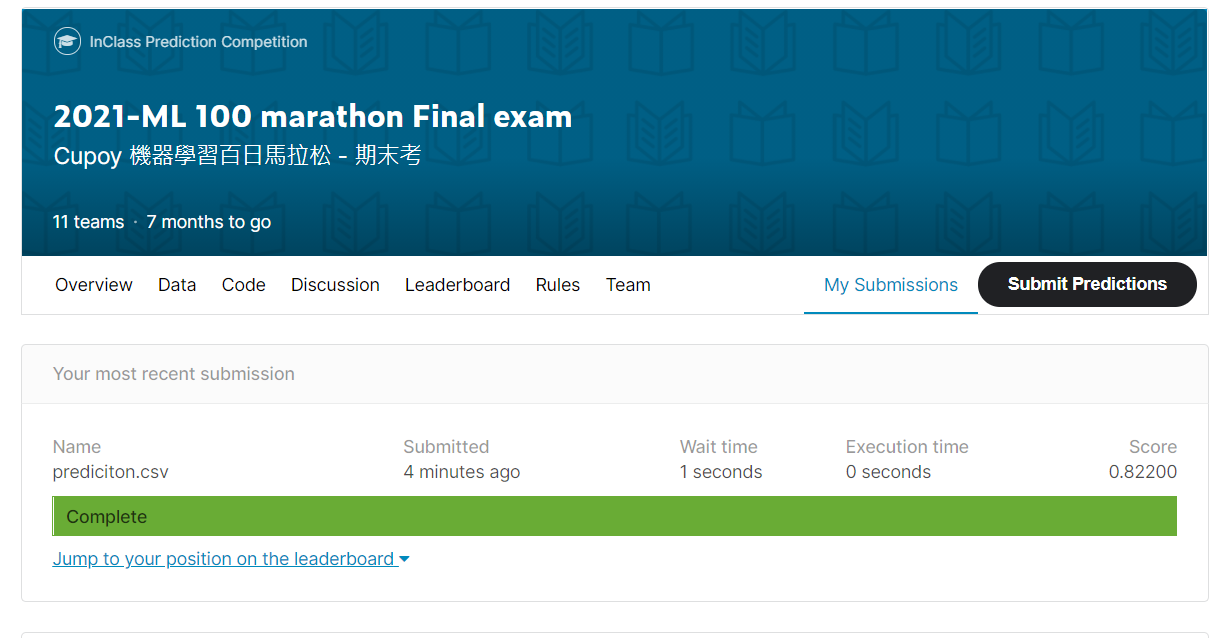 InClass Prediction Competition
2021-ML 100 marathon Final exam
Cupoy 機器學習百日馬拉松 - 期末考
11 teams · 7 months to go
Overview Data Code Discussion Leaderboard Rules Team My Submissions Submit Predictions
Your most recent submission
Name Submitted Wait time Execution time Score
prediciton.csv 4 minutes ago 1 seconds 0 seconds 0.82200
Complete
Jump to your position on the leaderboard